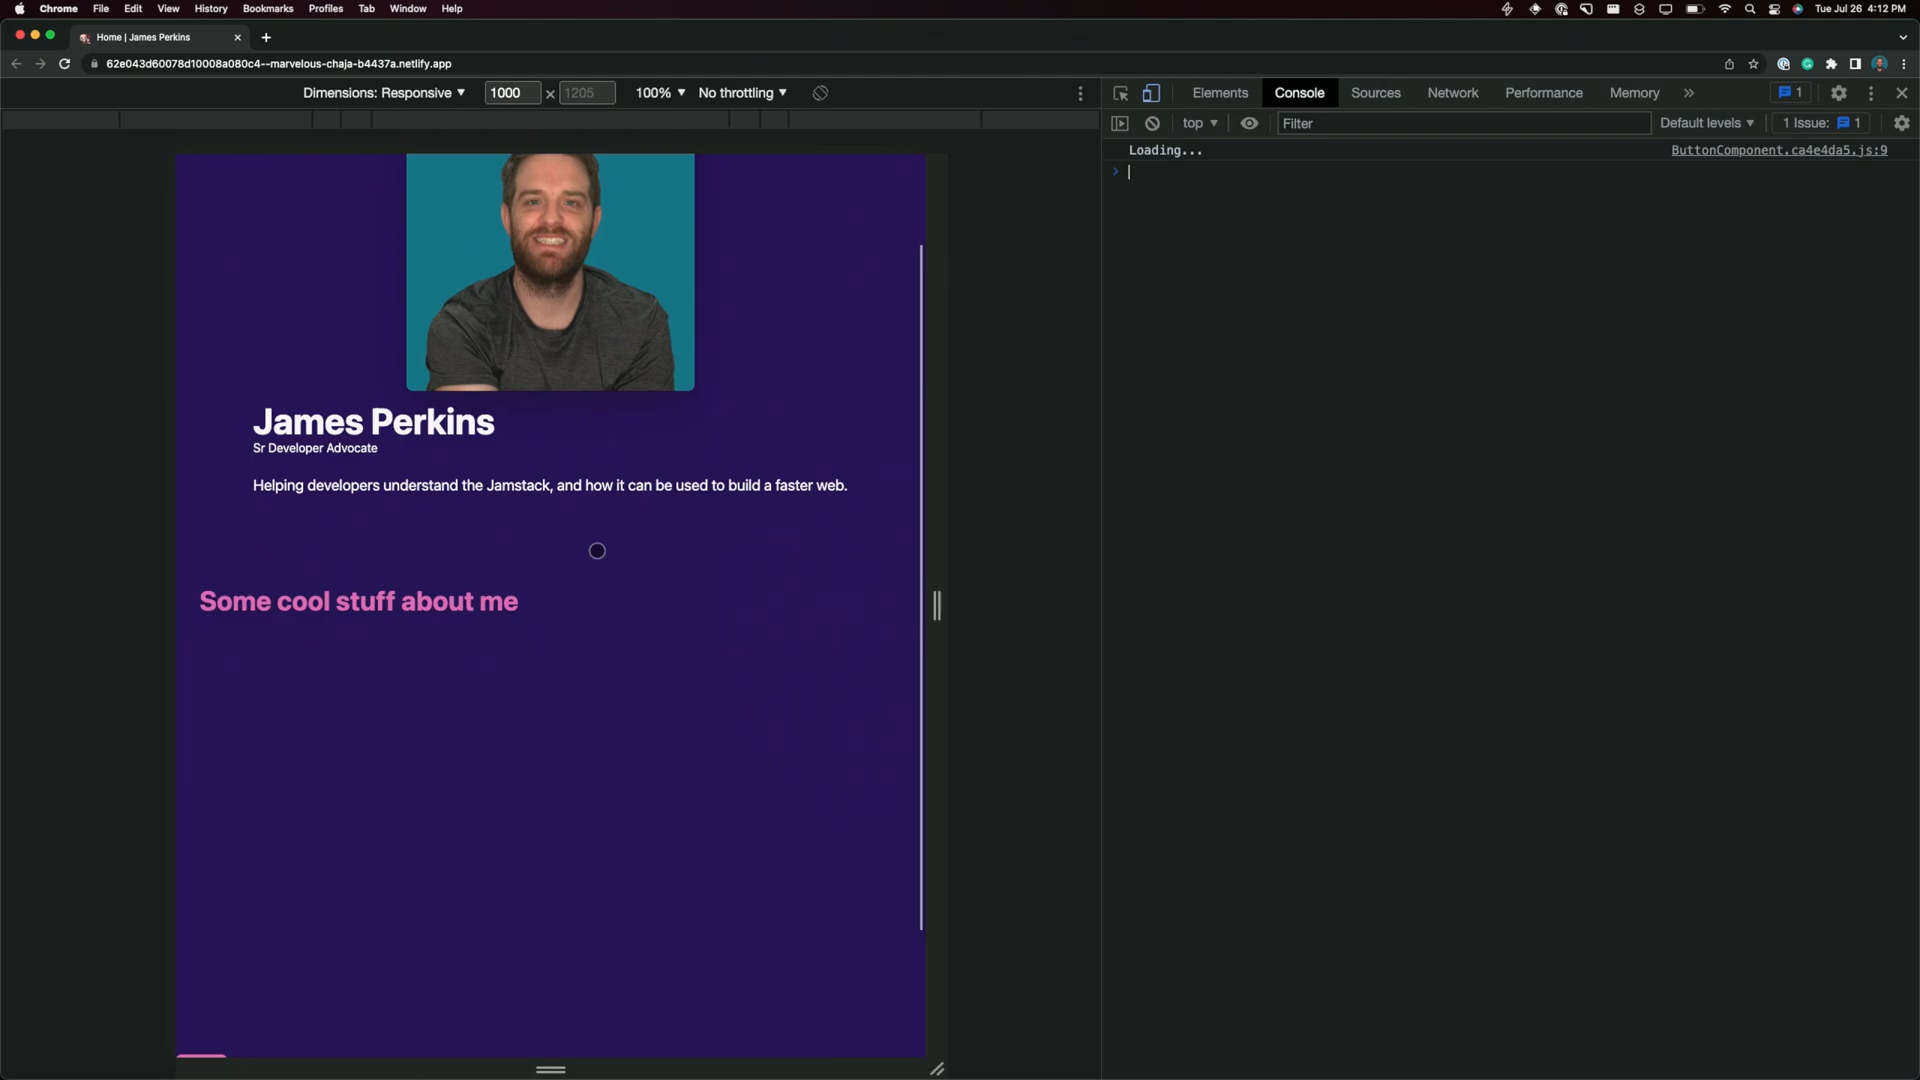 Chrome File Edit View History Bookmarks Profiles Tab Window Help Tue Jul 26 4:12 PM
Home | James Perkins
62e043d60078d10008a080c4--marvelous-chaja-b4437a.netlify.app
Dimensions: Responsive 1000 × 1205 100% No throttling
Elements Console Sources Network Performance Memory » 1
top Filter Default levels 1 Issue: 1
Loading... ButtonComponent.ca4e4da5.js:9
James Perkins
Sr Developer Advocate
Helping developers understand the Jamstack, and how it can be used to build a faster web.
Some cool stuff about me